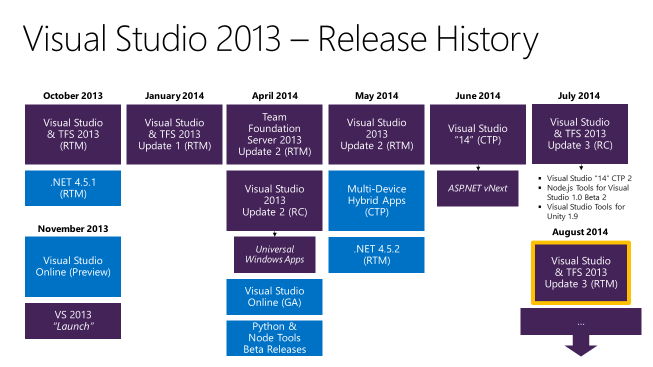 Visual Studio 2013 – Release History
October 2013
Visual Studio
& TFS 2013
(RTM)
.NET 4.5.1
(RTM)
November 2013
Visual Studio
Online (Preview)
VS 2013
“Launch”
January 2014
Visual Studio
& TFS 2013
Update 1 (RTM)
April 2014
Team
Foundation
Server 2013
Update 2 (RTM)
Visual Studio
2013
Update 2 (RC)
Universal
Windows Apps
Visual Studio
Online (GA)
Python &
Node Tools
Beta Releases
May 2014
Visual Studio
2013
Update 2 (RTM)
Multi-Device
Hybrid Apps
(CTP)
.NET 4.5.2
(RTM)
June 2014
Visual Studio
“14” (CTP)
ASP.NET vNext
July 2014
Visual Studio
& TFS 2013
Update 3 (RC)
▪ Visual Studio “14” CTP 2
▪ Node.js Tools for Visual
Studio 1.0 Beta 2
▪ Visual Studio Tools for
Unity 1.9
August 2014
Visual Studio
& TFS 2013
Update 3 (RTM)
...